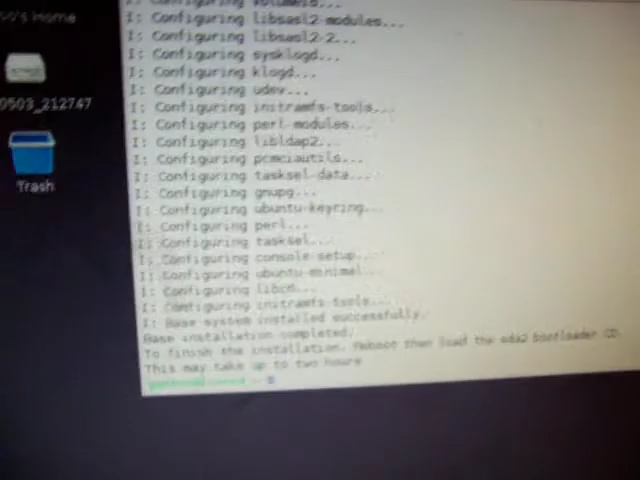 Home
0503_212747
Trash
I: Configuring
I: Configuring libsasl2-modules...
I: Configuring libsasl2-2...
I: Configuring sysklogd...
I: Configuring klogd...
I: Configuring udev...
I: Configuring initramfs-tools...
I: Configuring perl-modules...
I: Configuring libldap2...
I: Configuring pcmciautils...
I: Configuring tasksel-data...
I: Configuring gnupg...
I: Configuring ubuntu-keyring...
I: Configuring perl...
I: Configuring tasksel...
I: Configuring console-setup...
I: Configuring ubuntu-minimal...
I: Configuring
I: Configuring initramfs-tools...
I: Base system installed successfully.
Base installation completed.
To finish the installation. Reboot then load the sda2 bootloader CD.
This may take up to two hours